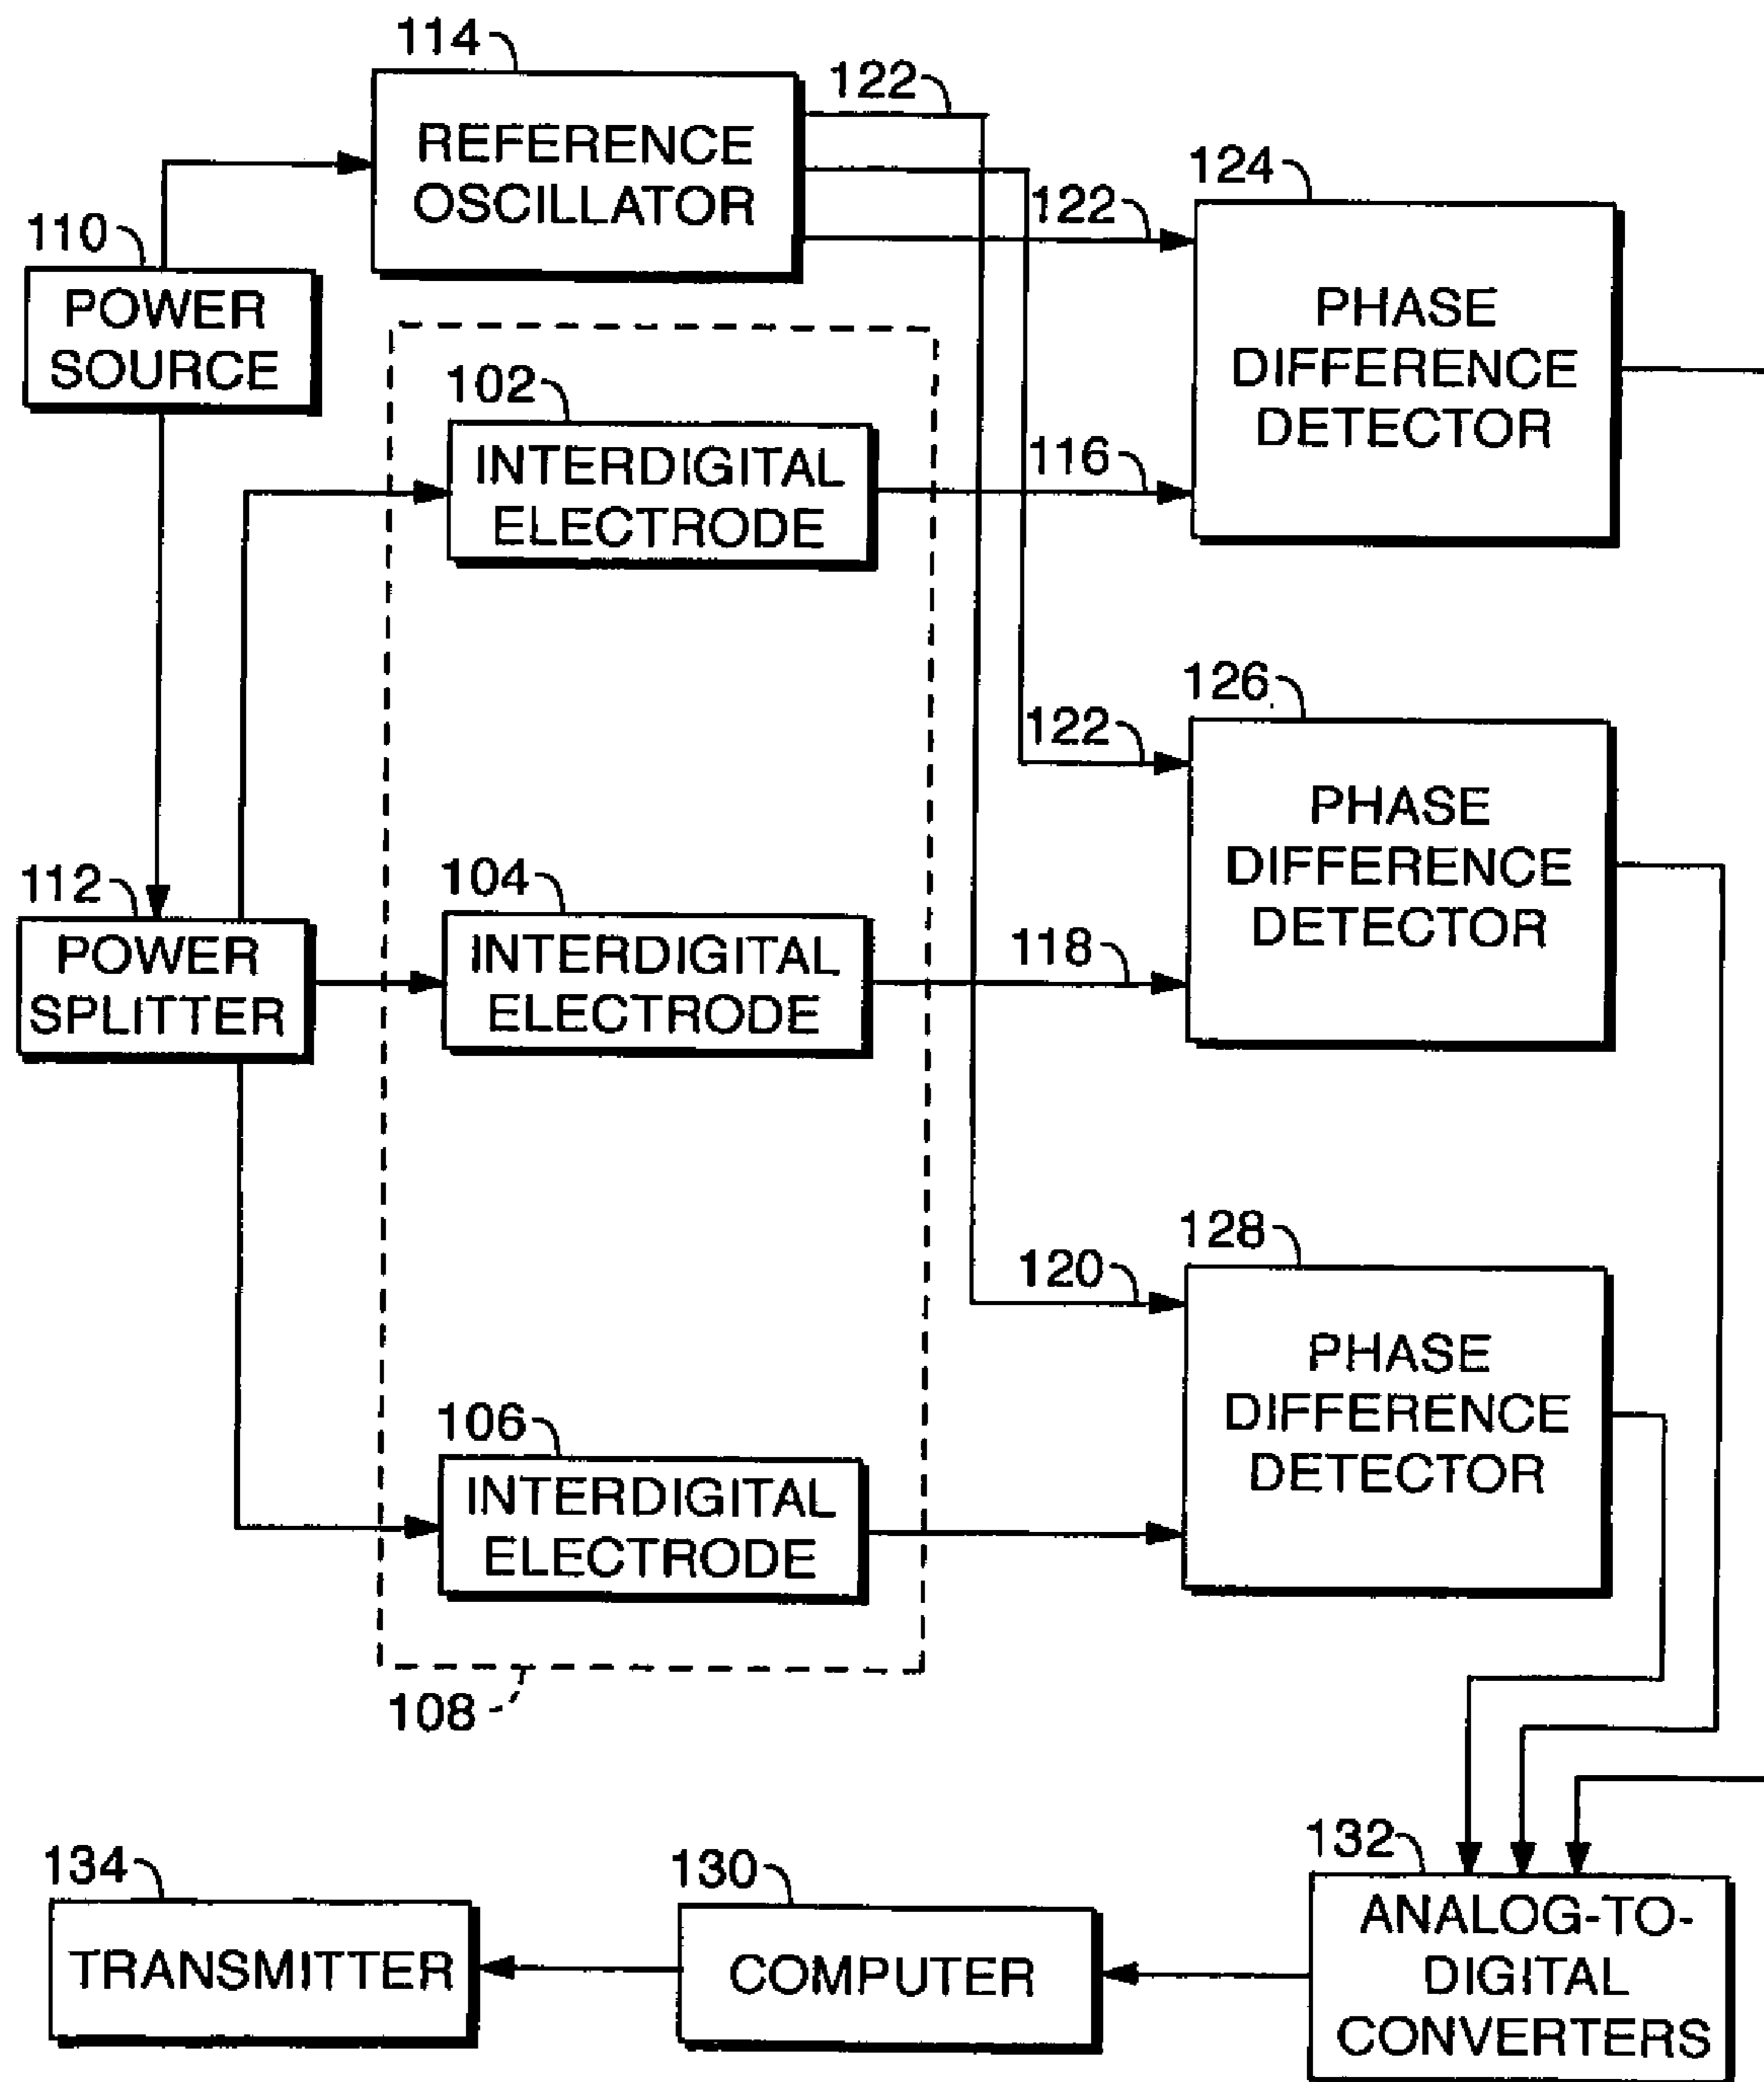 114
REFERENCE
OSCILLATOR
122
110
POWER
SOURCE
122
124
PHASE
DIFFERENCE
DETECTOR
102
INTERDIGITAL
ELECTRODE
116
126
122
PHASE
DIFFERENCE
DETECTOR
112
POWER
SPLITTER
104
INTERDIGITAL
ELECTRODE
118
128
120
PHASE
DIFFERENCE
DETECTOR
106
INTERDIGITAL
ELECTRODE
108
134
TRANSMITTER
130
COMPUTER
132
ANALOG-TO-
DIGITAL
CONVERTERS